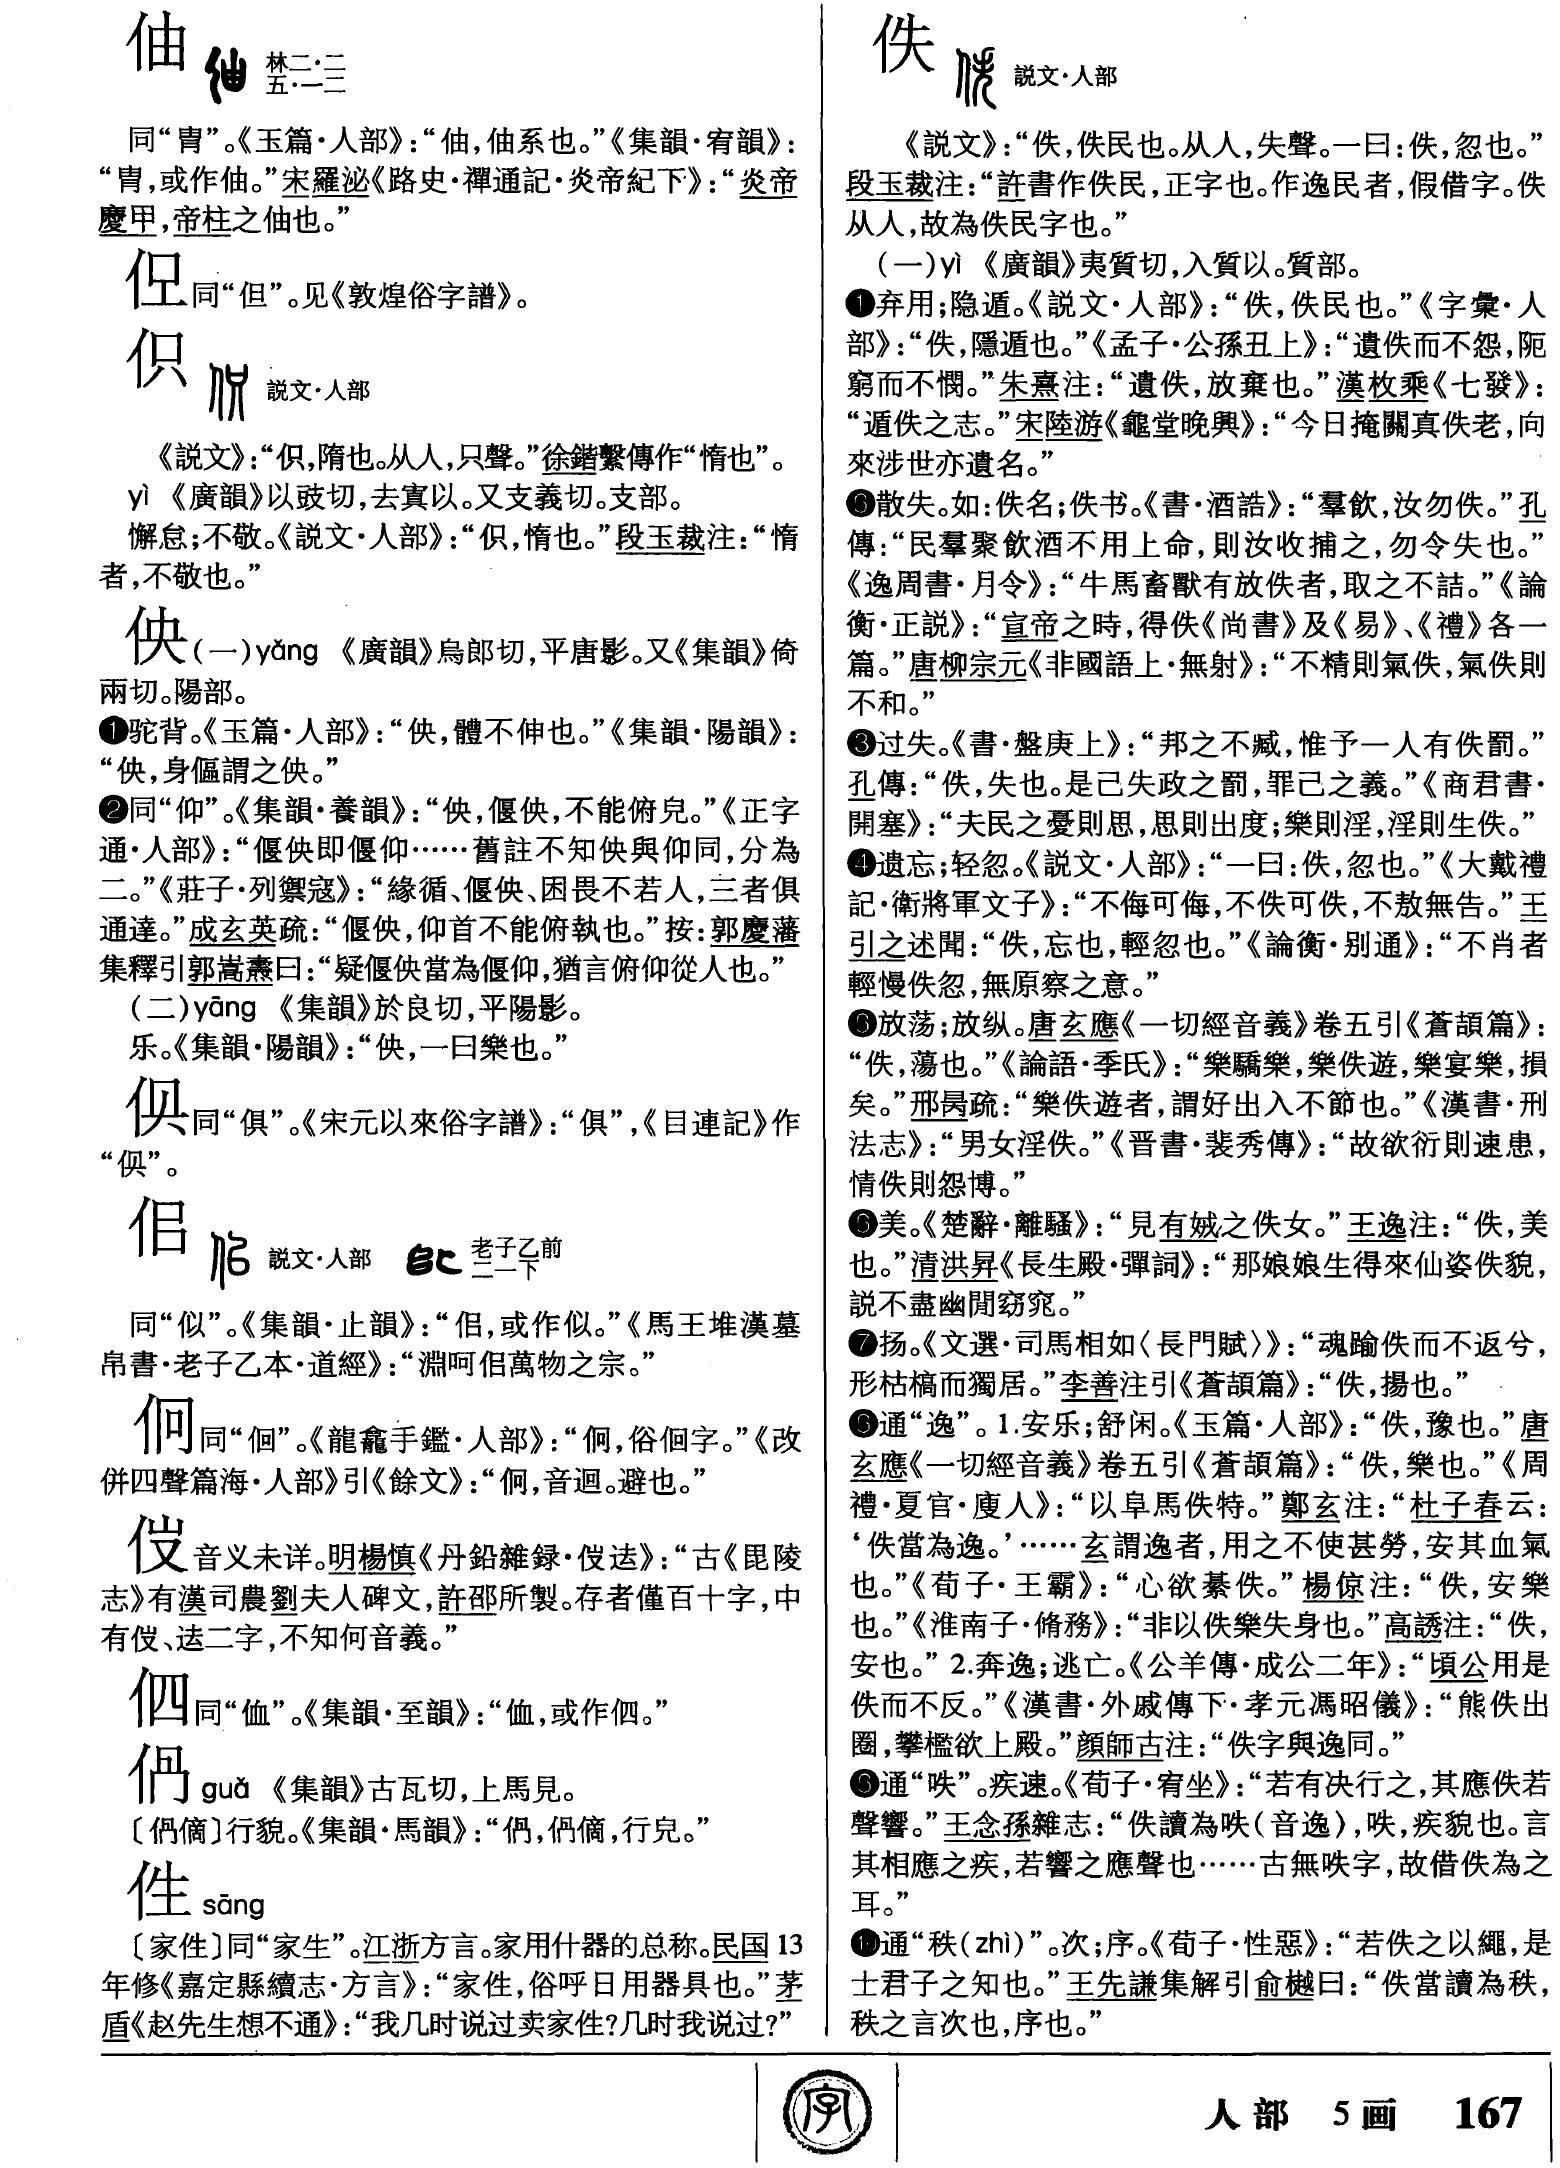 伷 林二·二
五·一二
同“胄”。《玉篇·人部》：“伷，伷系也。”《集韻·宥韻》：
“胄，或作伷。”宋羅泌《路史·禪通記·炎帝紀下》：“炎帝
慶甲，帝柱之伷也。”
同“但”。见《敦煌俗字譜》。
伿 説文·人部
《説文》：“伿，隋也。从人，只聲。”徐鍇繫傳作“惰也”。
yì 《廣韻》以豉切，去寘以。又支義切。支部。
懈怠；不敬。《説文·人部》：“伿，惰也。”段玉裁注：“惰
者，不敬也。”
佒(一)yǎng 《廣韻》烏郎切，平唐影。又《集韻》倚
兩切。陽部。
❶驼背。《玉篇·人部》：“佒，體不伸也。”《集韻·陽韻》：
“佒，身傴謂之佒。”
❷同“仰”。《集韻·養韻》：“佒，偃佒，不能俯皃。”《正字
通·人部》：“偃佒即偃仰……舊註不知佒與仰同，分為
二。”《莊子·列禦寇》：“緣循、偃佒、困畏不若人，三者俱
通達。”成玄英疏：“偃佒，仰首不能俯執也。”按：郭慶藩
集釋引郭嵩燾曰：“疑偃佒當為偃仰，猶言俯仰從人也。”
(二)yāng 《集韻》於良切，平陽影。
乐。《集韻·陽韻》：“佒，一曰樂也。”
同“俱”。《宋元以來俗字譜》：“俱”，《目連記》作
佀 説文·人部 老子乙前
二一下
同“似”。《集韻·止韻》：“佀，或作似。”《馬王堆漢墓
帛書·老子乙本·道經》：“淵呵佀萬物之宗。”
同“佪”。《龍龕手鑑·人部》：“㑋，俗佪字。”《改
併四聲篇海·人部》引《餘文》：“㑋，音迴。避也。”
音义未详。明楊慎《丹鉛雜録·㑀》：“古《毘陵
志》有漢司農劉夫人碑文，許邵所製。存者僅百十字，中
二字，不知何音義。”
同“侐”。《集韻·至韻》：“侐，或作伵。”
guǎ 《集韻》古瓦切，上馬見。
行貌。《集韻·馬韻》：行皃。”
㑅 sāng
〔家㑅〕同“家生”。江浙方言。家用什器的总称。民国13
年修《嘉定縣續志·方言》：“家㑅，俗呼日用器具也。”茅
盾《赵先生想不通》：“我几时说过卖家㑅？几时我说过？”
佚 説文·人部
《説文》：“佚，佚民也。从人，失聲。一曰：佚，忽也。”
段玉裁注：“許書作佚民，正字也。作逸民者，假借字。佚
从人，故為佚民字也。”
(一)yì 《廣韻》夷質切，入質以。質部。
❶弃用；隐遁。《説文·人部》：“佚，佚民也。”《字彙·人
部》：“佚，隱遁也。”《孟子·公孫丑上》：“遺佚而不怨，阨
窮而不憫。”朱熹注：“遺佚，放棄也。”漢枚乘《七發》：
“遁佚之志。”宋陸游《龜堂晚興》：“今日掩關真佚老，向
來涉世亦遺名。”
❷散失。如：佚名；佚书。《書·酒誥》：“羣飲，汝勿佚。”孔
傳：“民羣聚飲酒不用上命，則汝收捕之，勿令失也。”
《逸周書·月令》：“牛馬畜獸有放佚者，取之不詰。”《論
衡·正説》：“宣帝之時，得佚《尚書》及《易》、《禮》各一
篇。”唐柳宗元《非國語上·無射》：“不精則氣佚，氣佚則
不和。”
❸过失。《書·盤庚上》：“邦之不臧，惟予一人有佚罰。”
孔傳：“佚，失也。是己失政之罰，罪己之義。”《商君書·
開塞》：“夫民之憂則思，思則出度；樂則淫，淫則生佚。”
❹遗忘；轻忽。《説文·人部》：“一曰：佚，忽也。”《大戴禮
記·衛將軍文子》：“不侮可侮，不佚可佚，不敖無告。”王
引之述聞：“佚，忘也，輕忽也。”《論衡·别通》：“不肖者
輕慢佚忽，無原察之意。”
❺放荡；放纵。唐玄應《一切經音義》卷五引《蒼頡篇》：
“佚，蕩也。”《論語·季氏》：“樂驕樂，樂佚遊，樂宴樂，損
矣。”邢昺疏：“樂佚遊者，謂好出入不節也。”《漢書·刑
法志》：“男女淫佚。”《晋書·裴秀傳》：“故欲衍則速患，
情佚則怨博。”
❻美。《楚辭·離騷》：“見有娀之佚女。”王逸注：“佚，美
也。”清洪昇《長生殿·彈詞》：“那娘娘生得來仙姿佚貌，
説不盡幽閒窈窕。”
❼扬。《文選·司馬相如〈長門賦〉》：“魂踰佚而不返兮，
形枯槁而獨居。”李善注引《蒼頡篇》：“佚，揚也。”
❽通“逸”。1.安乐；舒闲。《玉篇·人部》：“佚，豫也。”唐
玄應《一切經音義》卷五引《蒼頡篇》：“佚，樂也。”《周
禮·夏官·廋人》：“以阜馬佚特。”鄭玄注：“杜子春云：
‘佚當為逸。’……玄謂逸者，用之不使甚勞，安其血氣
也。”《荀子·王霸》：“心欲綦佚。”楊倞注：“佚，安樂
也。”《淮南子·脩務》：“非以佚樂失身也。”高誘注：“佚，
安也。”2.奔逸；逃亡。《公羊傳·成公二年》：“頃公用是
佚而不反。”《漢書·外戚傳下·孝元馮昭儀》：“熊佚出
圈，攀檻欲上殿。”顔師古注：“佚字與逸同。”
❾通“呹”。疾速。《荀子·宥坐》：“若有决行之，其應佚若
聲響。”王念孫雜志：“佚讀為呹(音逸)，呹，疾貌也。言
其相應之疾，若響之應聲也……古無呹字，故借佚為之
耳。”
❿通“秩(zhì)”。次；序。《荀子·性惡》：“若佚之以繩，是
士君子之知也。”王先謙集解引俞樾曰：“佚當讀為秩，
秩之言次也，序也。”
字
人部 5画 167